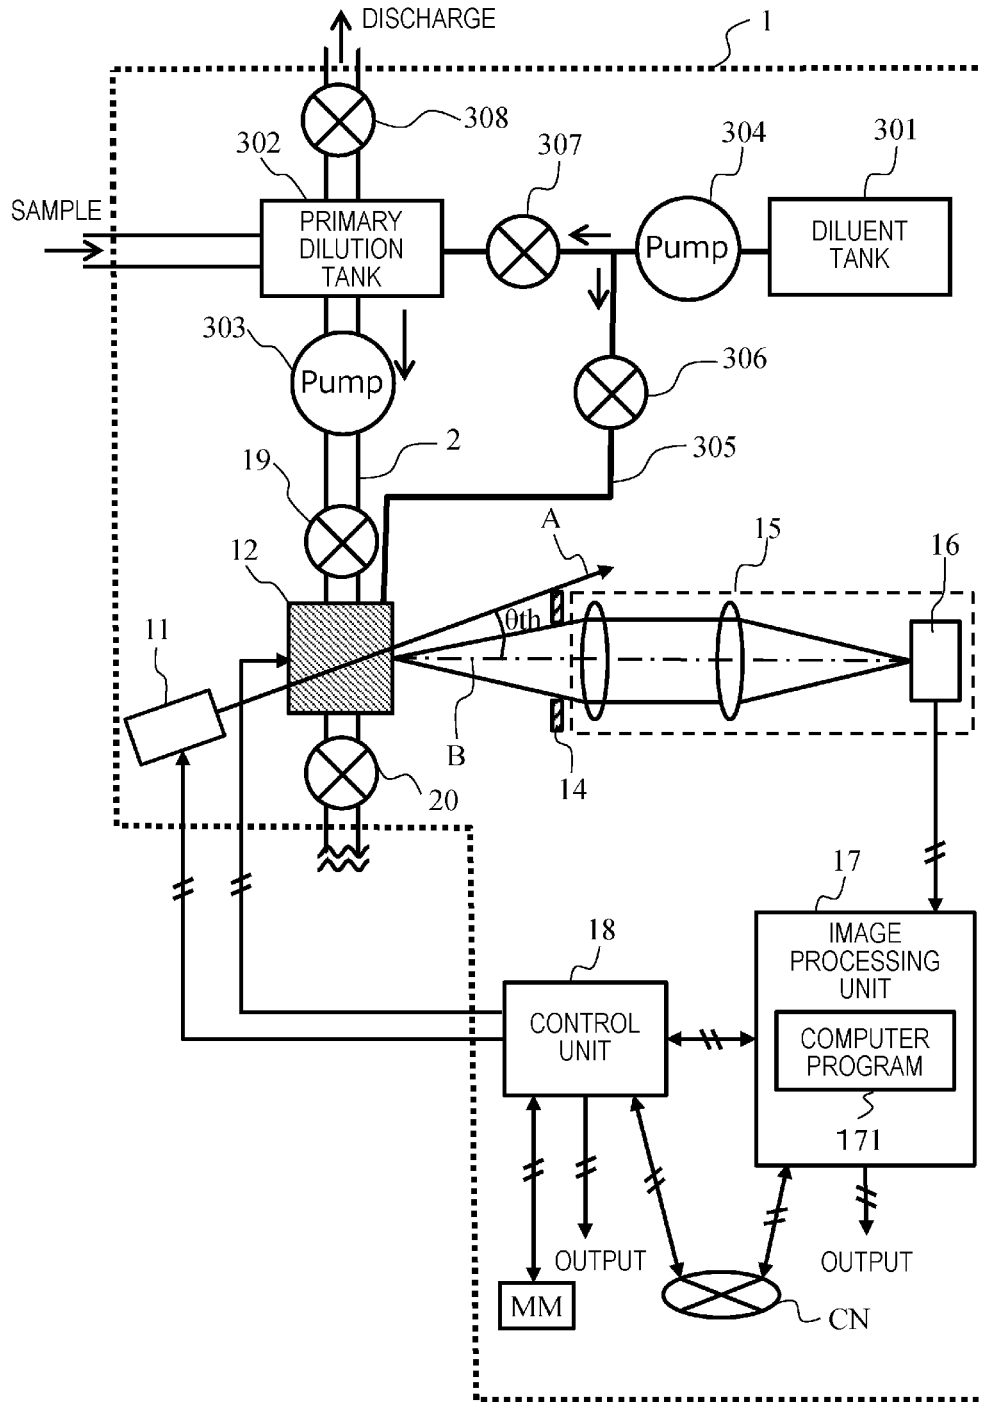 DISCHARGE
1
308
302
307
304
301
SAMPLE
PRIMARY
DILUTION
TANK
Pump
DILUENT
TANK
303
Pump
306
19
2
305
12
A
15
16
θth
11
B
14
20
17
IMAGE
PROCESSING
UNIT
18
CONTROL
UNIT
COMPUTER
PROGRAM
171
OUTPUT
OUTPUT
MM
CN